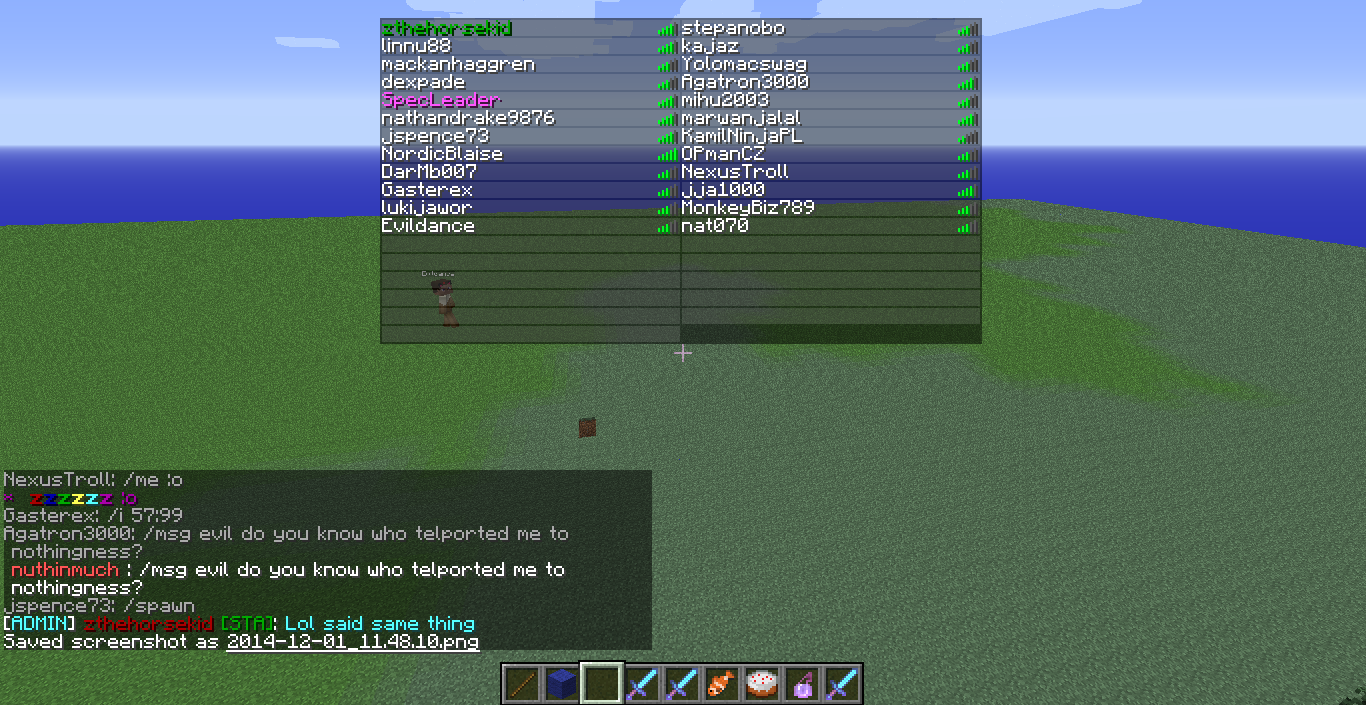 zthehorsekid stepanobo
linnu88 kajaz
mackanhaggren Yolomacswag
dexpade Agatron3000
SpecLeader mihu2003
nathandrake9876 marwanjalal
jspence73 KamilNinjaPL
NordicBlaise OPmanCZ
DarMb007 NexusTroll
Gasterex jja1000
lukijawor MonkeyBiz789
Evildance nat070
Evildance
NexusTroll: /me :o
* zzzzzz :o
Gasterex: /i 57:99
Agatron3000: /msg evil do you know who telported me to
nothingness?
nuthinmuch : /msg evil do you know who telported me to
nothingness?
jspence73: /spawn
[ADMIN] zthehorsekid [STA]: Lol said same thing
Saved screenshot as 2014-12-01_11.48.10.png